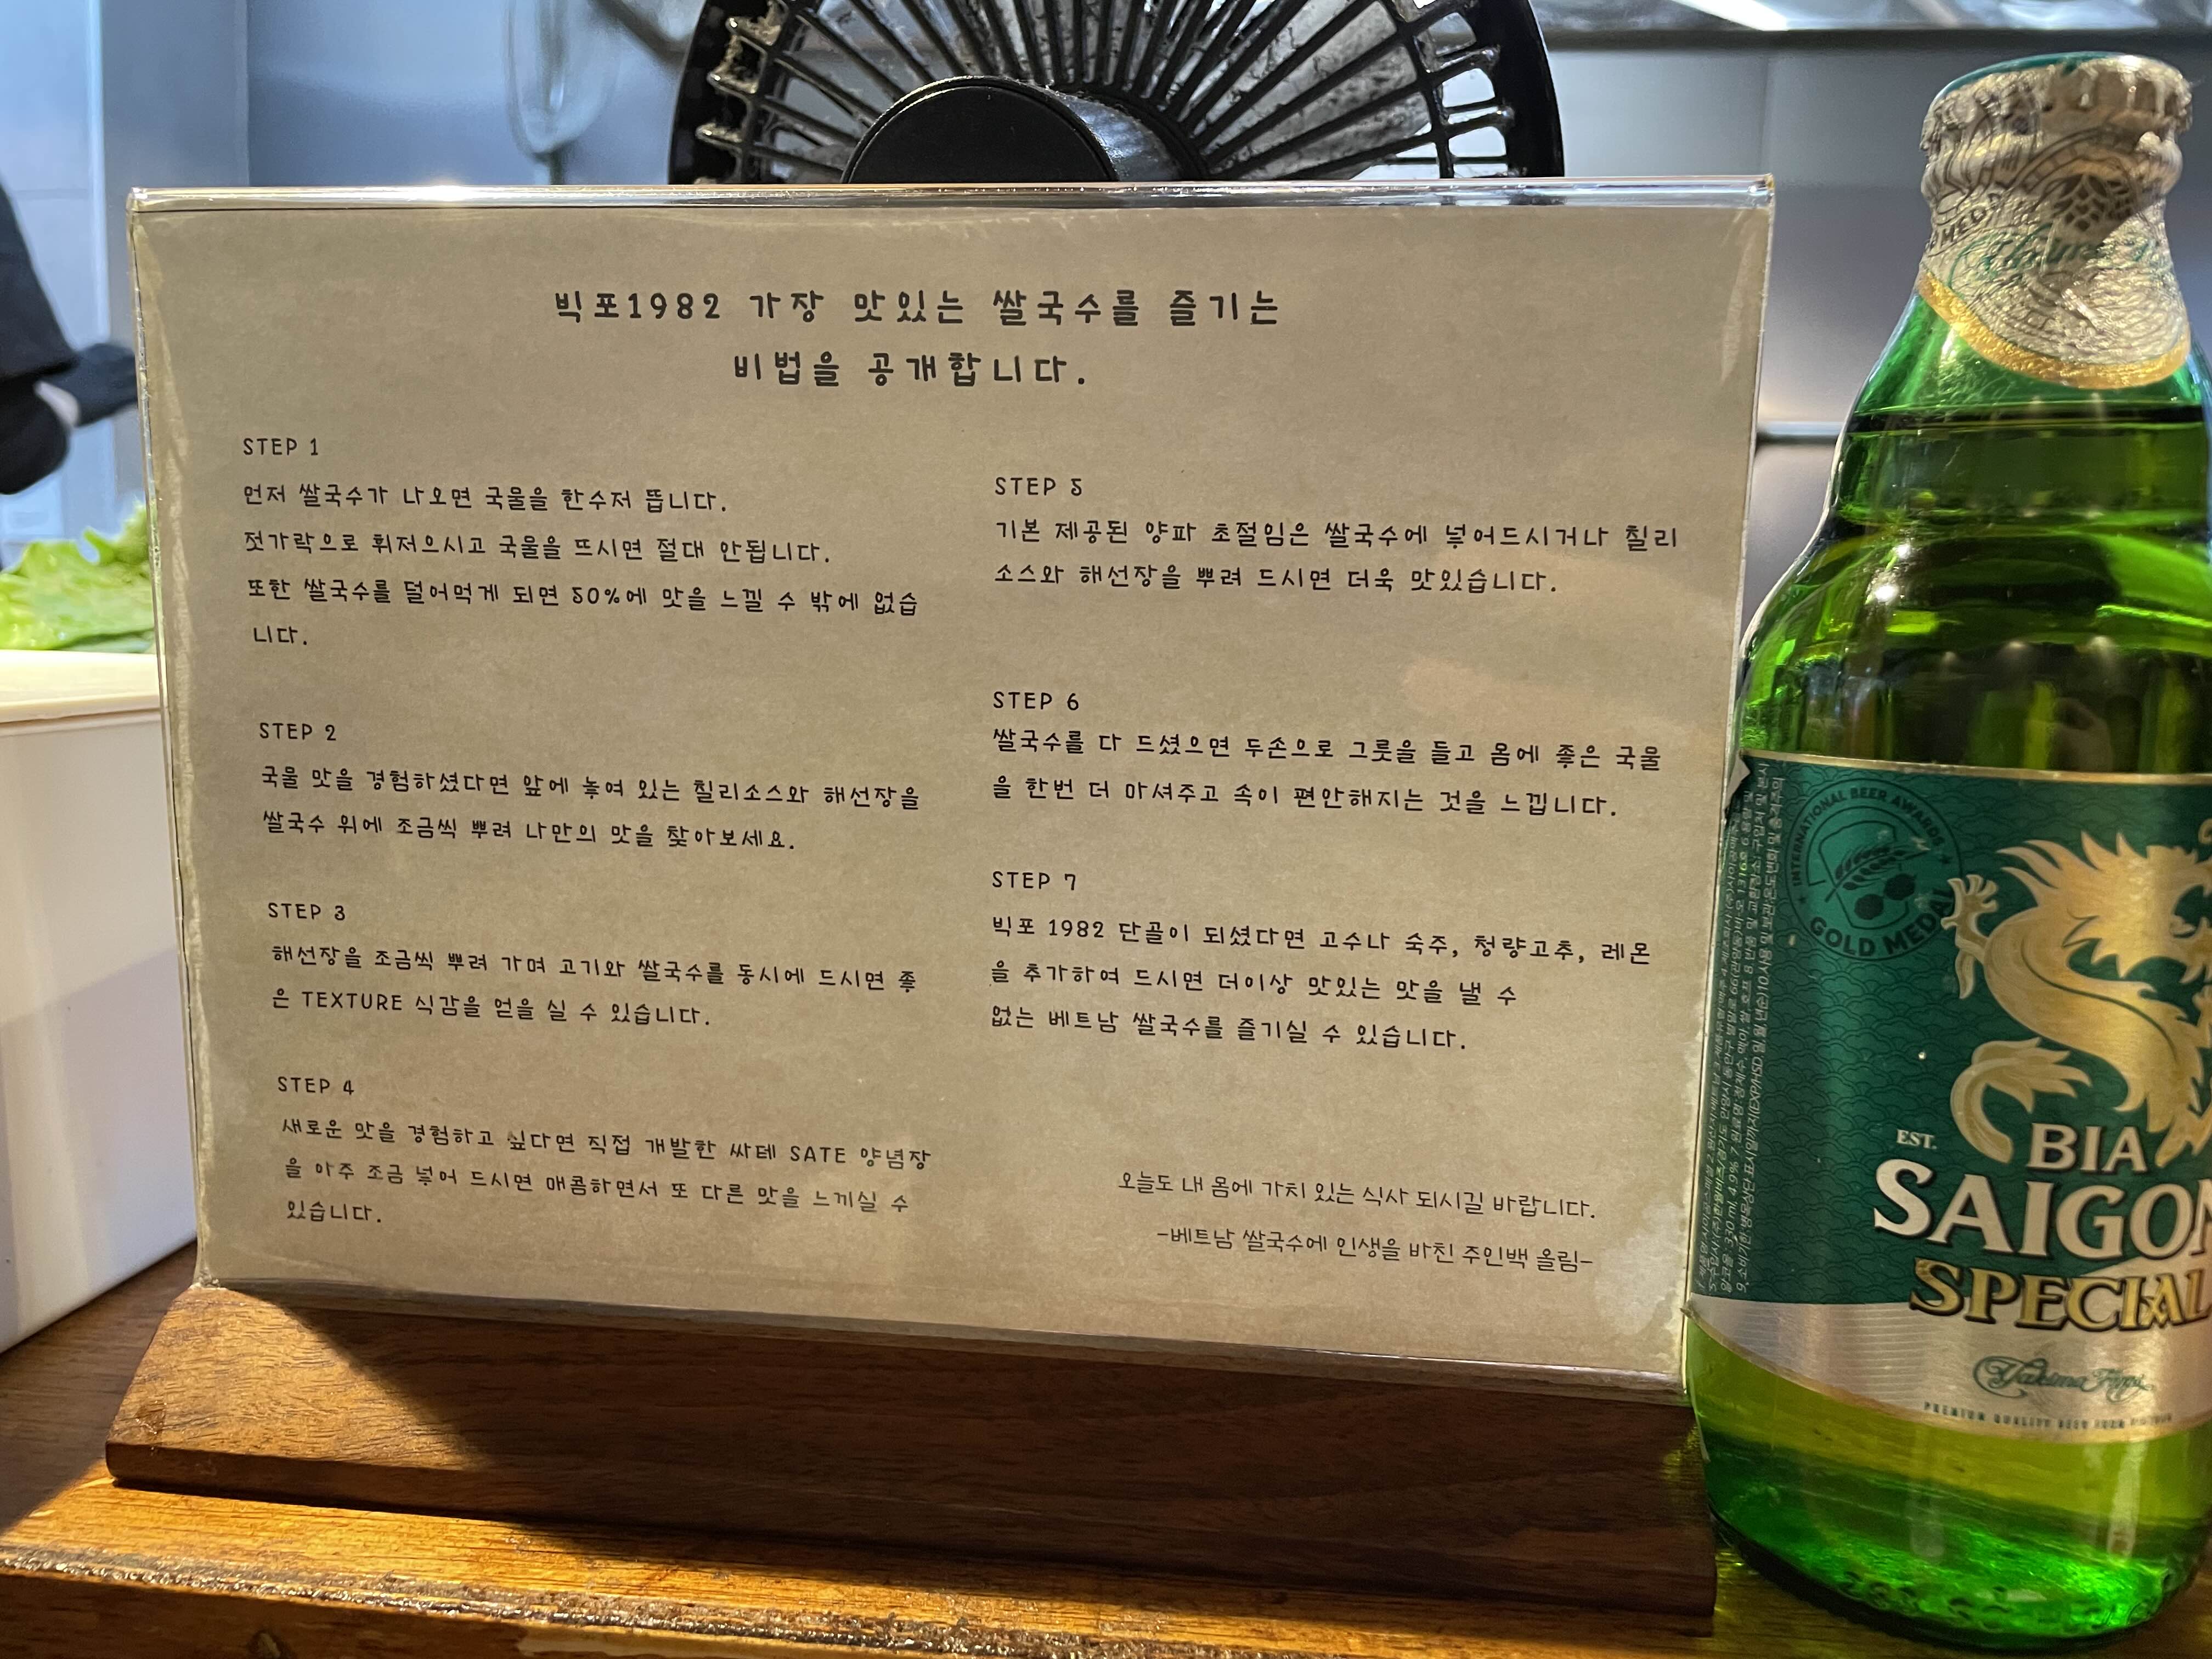 빅포1982 가장 맛있는 쌀국수를 즐기는
비법을 공개합니다.
STEP 1
먼저 쌀국수가 나오면 국물을 한수저 뜹니다.
젓가락으로 휘저으시고 국물을 뜨시면 절대 안됩니다.
또한 쌀국수를 덜어먹게 되면 50%에 맛을 느낄 수 밖에 없습
니다.
STEP 2
국물 맛을 경험하셨다면 앞에 놓여 있는 칠리소스와 해선장을
쌀국수 위에 조금씩 뿌려 나만의 맛을 찾아보세요.
STEP 3
해선장을 조금씩 뿌려 가며 고기와 쌀국수를 동시에 드시면 좋
은 TEXTURE 식감을 얻을 실 수 있습니다.
STEP 4
새로운 맛을 경험하고 싶다면 직접 개발한 싸테 SATE 양념장
을 아주 조금 넣어 드시면 매콤하면서 또 다른 맛을 느끼실 수
있습니다.
STEP 5
기본 제공된 양파 초절임은 쌀국수에 넣어드시거나 칠리
소스와 해선장을 뿌려 드시면 더욱 맛있습니다.
STEP 6
쌀국수를 다 드셨으면 두손으로 그릇을 들고 몸에 좋은 국물
을 한번 더 마셔주고 속이 편안해지는 것을 느낍니다.
STEP 7
빅포 1982 단골이 되셨다면 고수나 숙주, 청량고추, 레몬
을 추가하여 드시면 더이상 맛있는 맛을 낼 수
없는 베트남 쌀국수를 즐기실 수 있습니다.
오늘도 내 몸에 가치 있는 식사 되시길 바랍니다.
-베트남 쌀국수에 인생을 바친 주인백 올림-
INTERNATIONAL BEER AWARDS
GOLD MEDAL
EST.
BIA
SAIGON
SPECIAL
PREMIUM QUALITY BEER